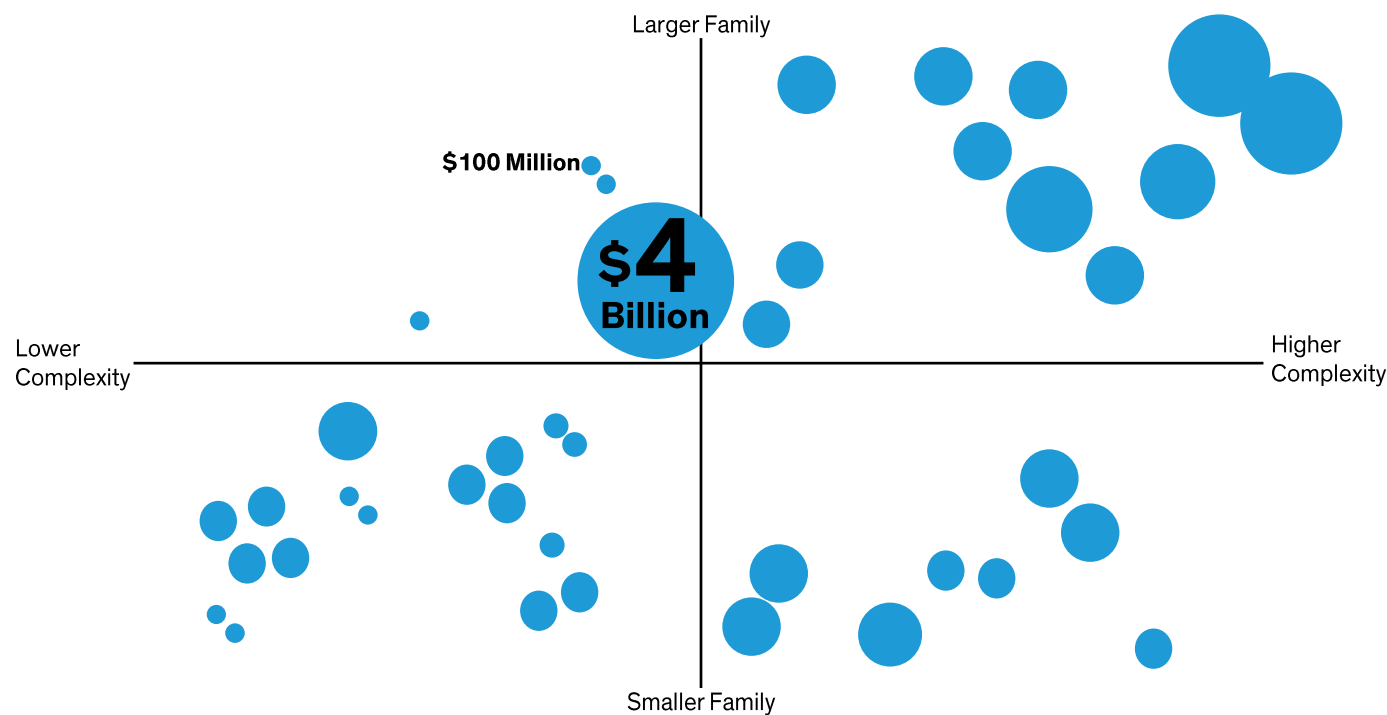 Larger Family
$100 Million
$4
Billion
Lower
Complexity
Higher
Complexity
Smaller Family